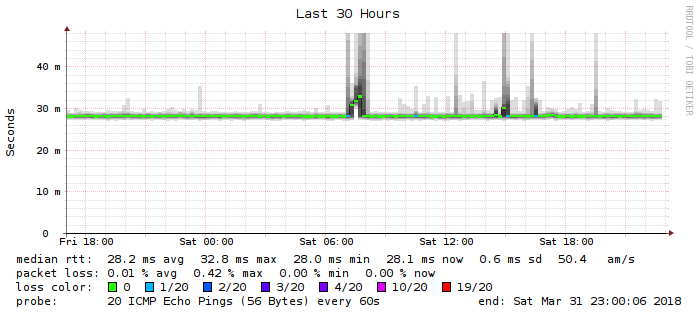 Last 30 Hours
RRDTOOL / TOBI OETIKER
Seconds
40 m
30 m
20 m
10 m
0
Fri 18:00 Sat 00:00 Sat 06:00 Sat 12:00 Sat 18:00
median rtt: 28.2 ms avg 32.8 ms max 28.0 ms min 28.1 ms now 0.6 ms sd 50.4 am/s
packet loss: 0.01 % avg 0.42 % max 0.00 % min 0.00 % now
loss color: 0 1/20 2/20 3/20 4/20 10/20 19/20
probe: 20 ICMP Echo Pings (56 Bytes) every 60s end: Sat Mar 31 23:00:06 2018